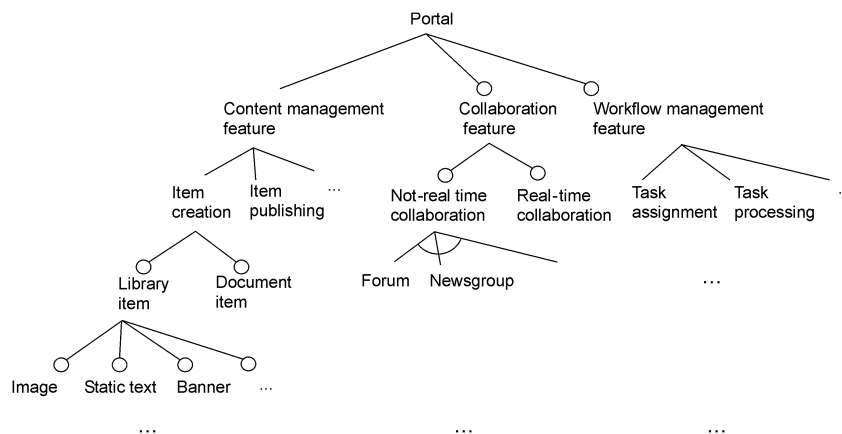 Portal
Content management
feature
Collaboration
feature
Workflow management
feature
Item
creation
Item
publishing
...
Not-real time
collaboration
Real-time
collaboration
Task
assignment
Task
processing
Library
item
Document
item
Forum
Newsgroup
...
Image
Static text
Banner
...
...
...
...